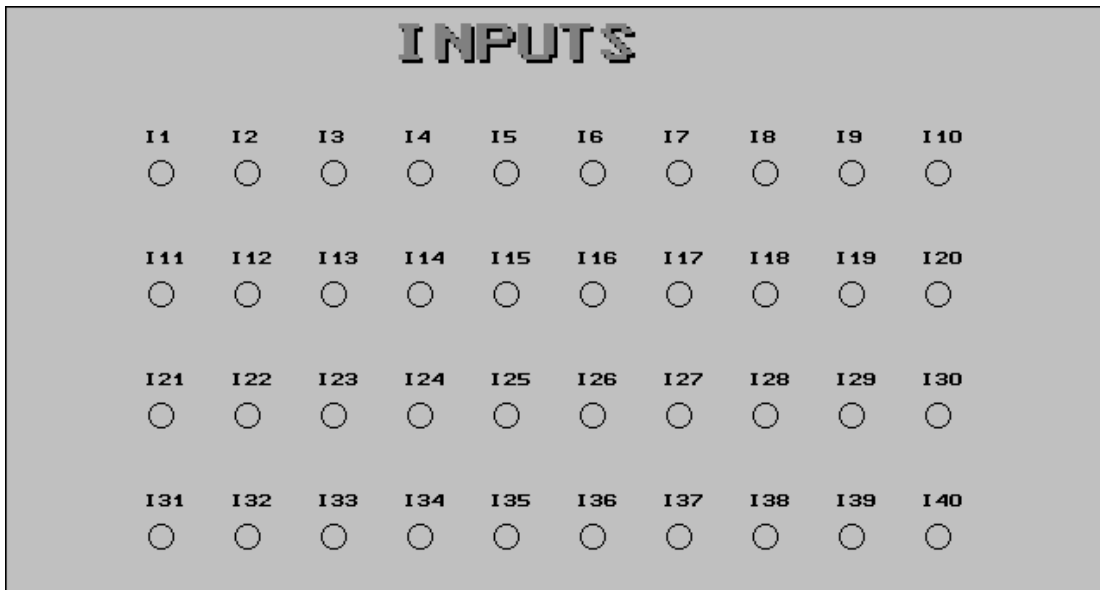 INPUTS
I1 I2 I3 I4 I5 I6 I7 I8 I9 I10
I11 I12 I13 I14 I15 I16 I17 I18 I19 I20
I21 I22 I23 I24 I25 I26 I27 I28 I29 I30
I31 I32 I33 I34 I35 I36 I37 I38 I39 I40